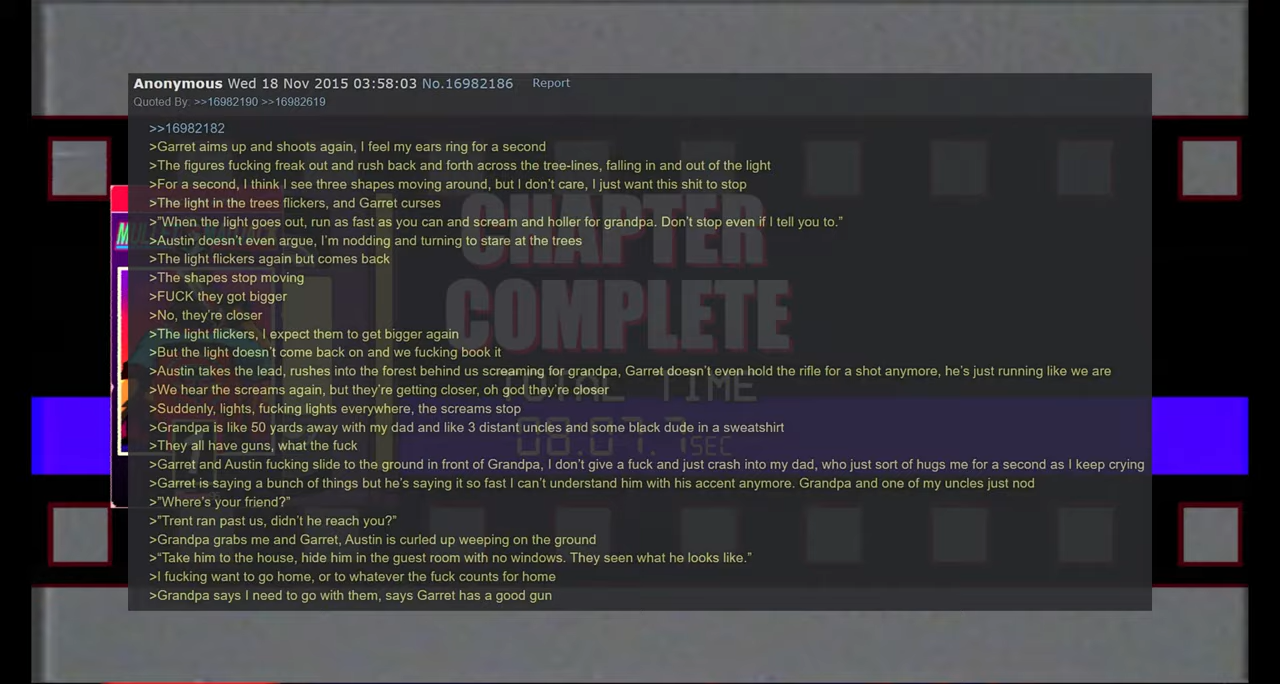 Anonymous Wed 18 Nov 2015 03:58:03 No.16982186 Report
Quoted By: >>16982190 >>16982619
>>16982182
>Garret aims up and shoots again, I feel my ears ring for a second
>The figures fucking freak out and rush back and forth across the tree-lines, falling in and out of the light
>For a second, I think I see three shapes moving around, but I don't care, I just want this shit to stop
>The light in the trees flickers, and Garret curses
>"When the light goes out, run as fast as you can and scream and holler for grandpa. Don't stop even if I tell you to."
>Austin doesn't even argue, I'm nodding and turning to stare at the trees
>The light flickers again but comes back
>The shapes stop moving
>FUCK they got bigger
>No, they're closer
>The light flickers, I expect them to get bigger again
>But the light doesn't come back on and we fucking book it
>Austin takes the lead, rushes into the forest behind us screaming for grandpa, Garret doesn't even hold the rifle for a shot anymore, he's just running like we are
>We hear the screams again, but they're getting closer, oh god they're closer
>Suddenly, lights, fucking lights everywhere, the screams stop
>Grandpa is like 50 yards away with my dad and like 3 distant uncles and some black dude in a sweatshirt
>They all have guns, what the fuck
>Garret and Austin fucking slide to the ground in front of Grandpa, I don't give a fuck and just crash into my dad, who just sort of hugs me for a second as I keep crying
>Garret is saying a bunch of things but he's saying it so fast I can't understand him with his accent anymore. Grandpa and one of my uncles just nod
>"Where's your friend?"
>"Trent ran past us, didn't he reach you?"
>Grandpa grabs me and Garret, Austin is curled up weeping on the ground
>"Take him to the house, hide him in the guest room with no windows. They seen what he looks like."
>I fucking want to go home, or to whatever the fuck counts for home
>Grandpa says I need to go with them, says Garret has a good gun
CHAPTER
COMPLETE
TOTAL TIME
SEC